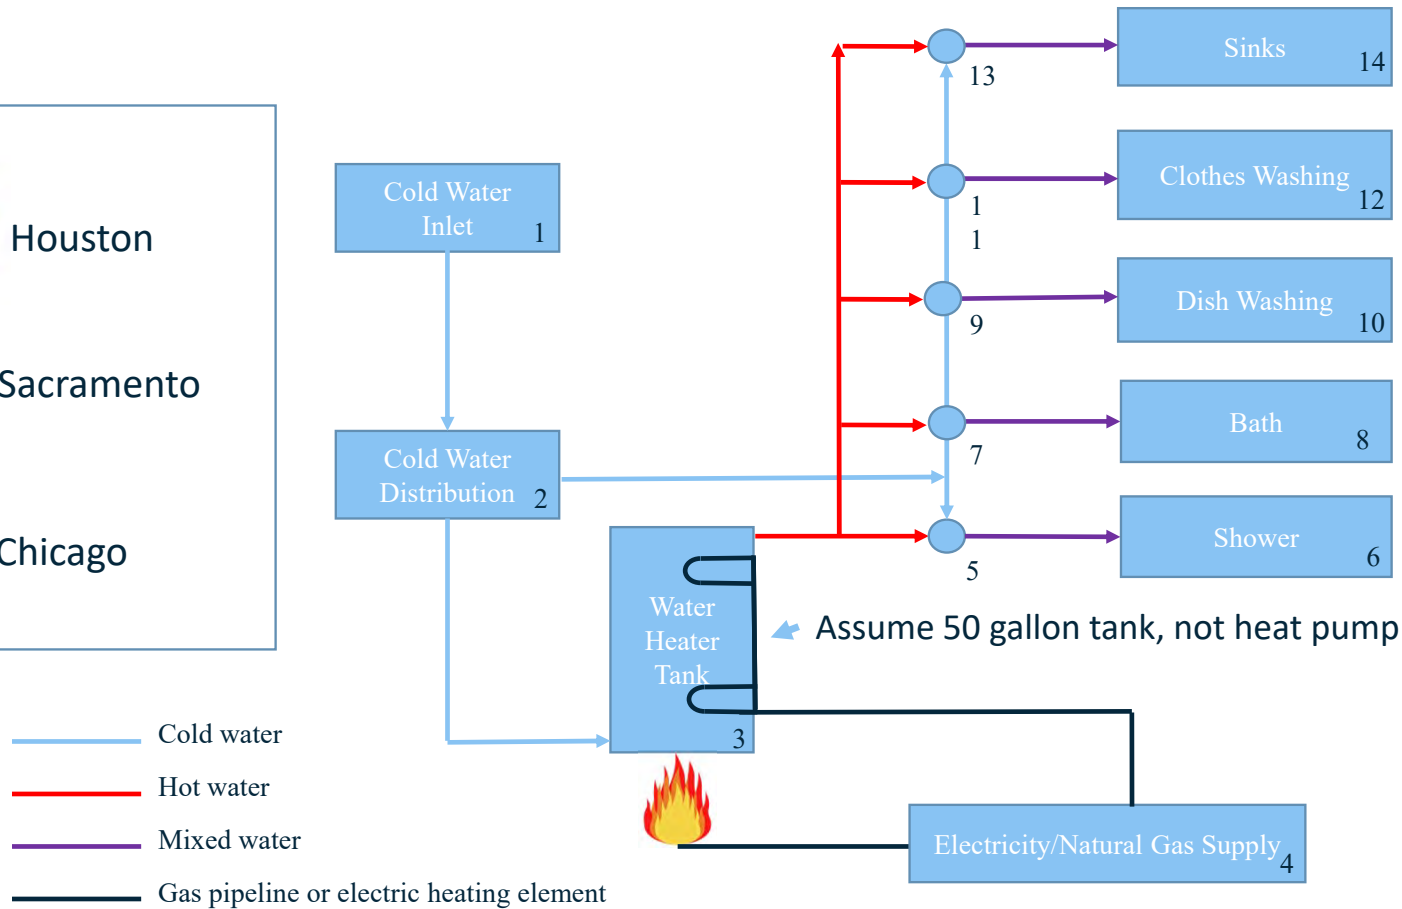 Houston
Sacramento
Chicago
Cold Water
Inlet
1
Cold Water
Distribution
2
Water
Heater
Tank
3
Assume 50 gallon tank, not heat pump
Electricity/Natural Gas Supply
4
13
Sinks
14
1
1
Clothes Washing
12
9
Dish Washing
10
7
Bath
8
5
Shower
6
Cold water
Hot water
Mixed water
Gas pipeline or electric heating element